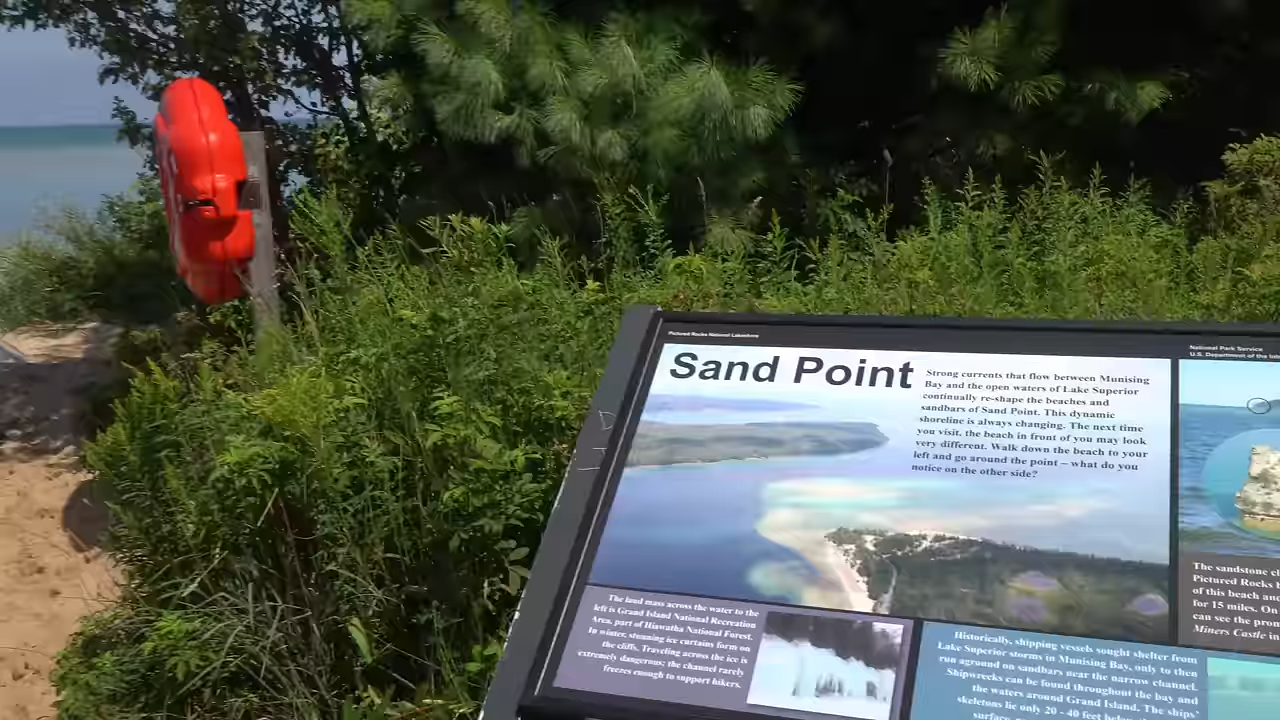 Pictured Rocks National Lakeshore
National Park Service
U.S. Department of the
Sand Point
Strong currents that flow between Munising
Bay and the open waters of Lake Superior
continually re-shape the beaches and
sandbars of Sand Point. This dynamic
shoreline is always changing. The next time
you visit, the beach in front of you may look
very different. Walk down the beach to your
left and go around the point – what do you
notice on the other side?
The land mass across the water to the
left is Grand Island National Recreation
Area, part of Hiawatha National Forest.
In winter, stunning ice curtains form on
the cliffs. Traveling across the ice is
extremely dangerous; the channel rarely
freezes enough to support hikers.
Historically, shipping vessels sought shelter from
Lake Superior storms in Munising Bay, only to then
run aground on sandbars near the narrow channel.
Shipwrecks can be found throughout the bay and
the waters around Grand Island. The ships'
skeletons lie only 20 - 40 feet
The sandstone
Pictured Rocks
of this beach and
for 15 miles. On
can see the
Miners Castle